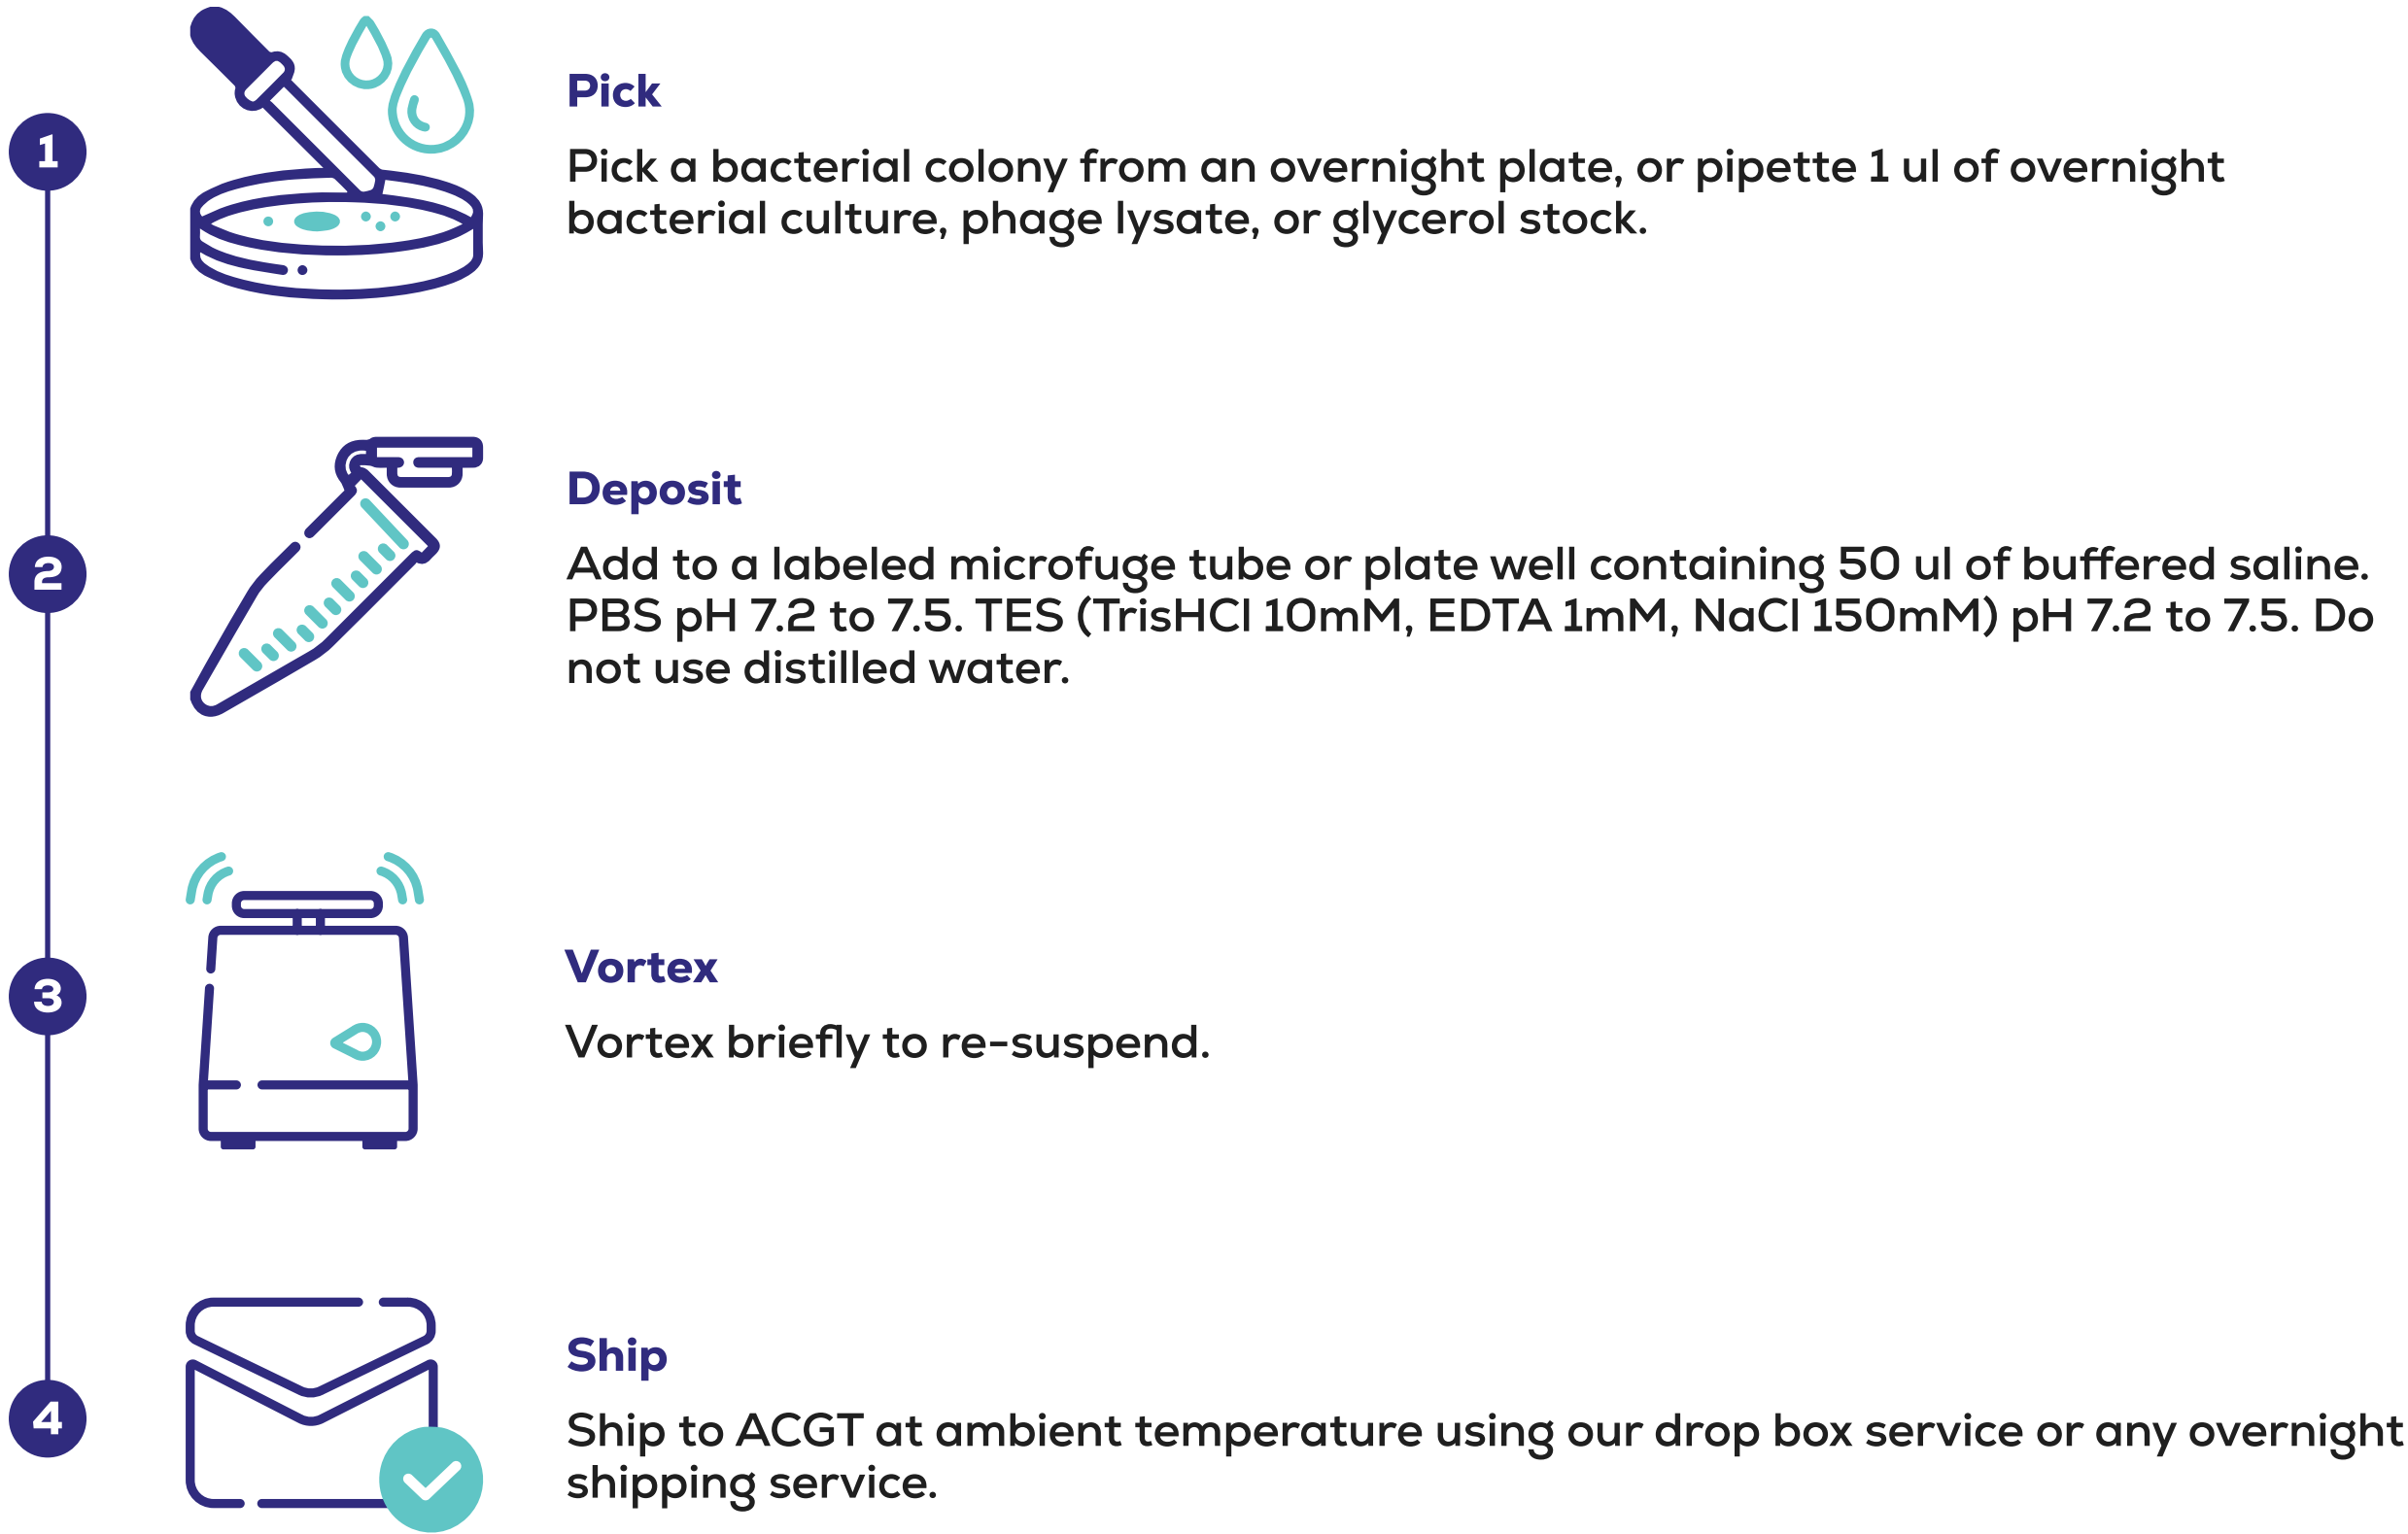 1
Pick
Pick a bacterial colony from an overnight plate, or pipette 1 ul of overnight
bacterial culture, phage lysate, or glycerol stock.
2
Deposit
Add to a labeled microfuge tube or plate well containing 50 ul of buffered saline.
PBS pH 7.2 to 7.5. TES (TrisHCl 10mM, EDTA 1mM, NaCl 150mM) pH 7.2 to 7.5. Do
not use distilled water.
3
Vortex
Vortex briefly to re-suspend.
4
Ship
Ship to ACGT at ambient temperature using our drop box service or any overnight
shipping service.